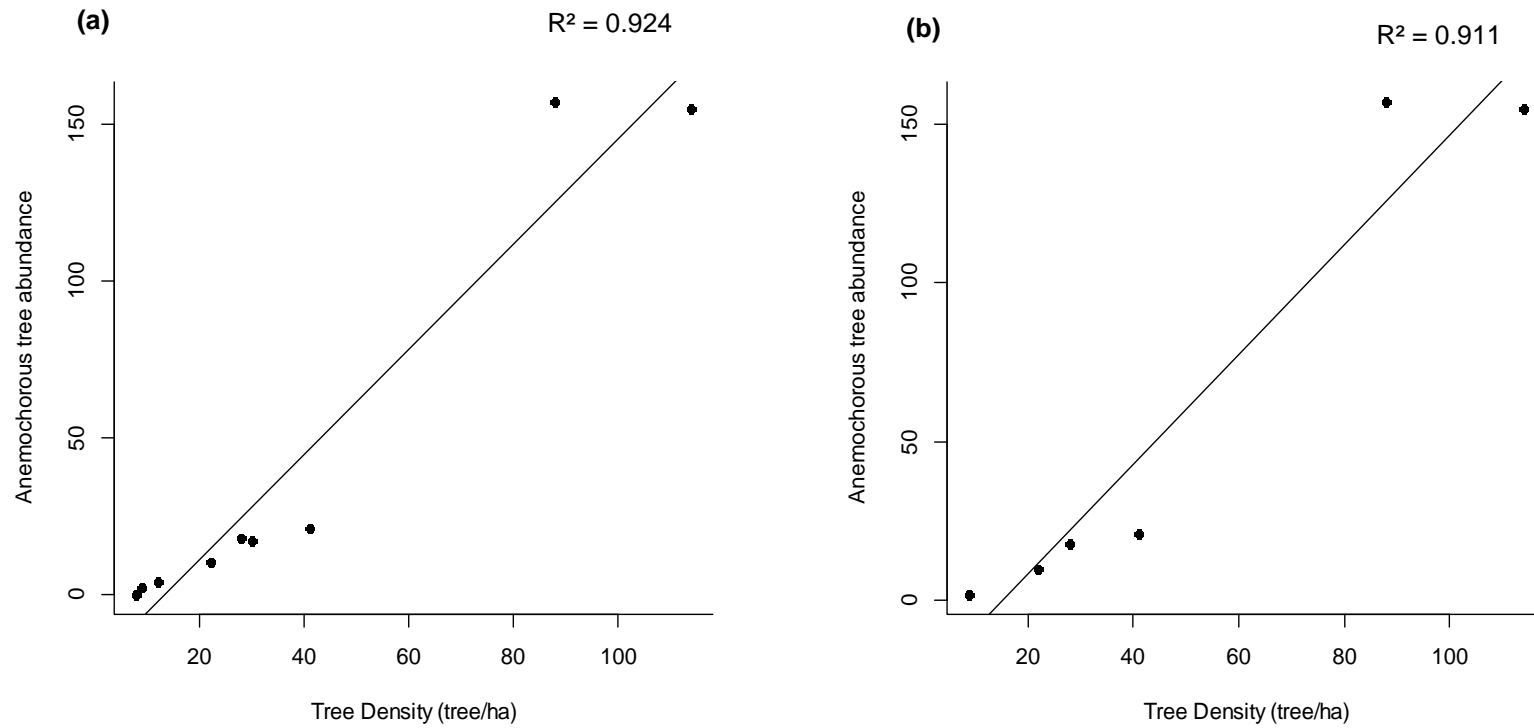 (a)
R² = 0.924
Anemochorous tree abundance
150
100
50
0
20 40 60 80 100
Tree Density (tree/ha)
(b)
R² = 0.911
Anemochorous tree abundance
150
100
50
0
20 40 60 80 100
Tree Density (tree/ha)